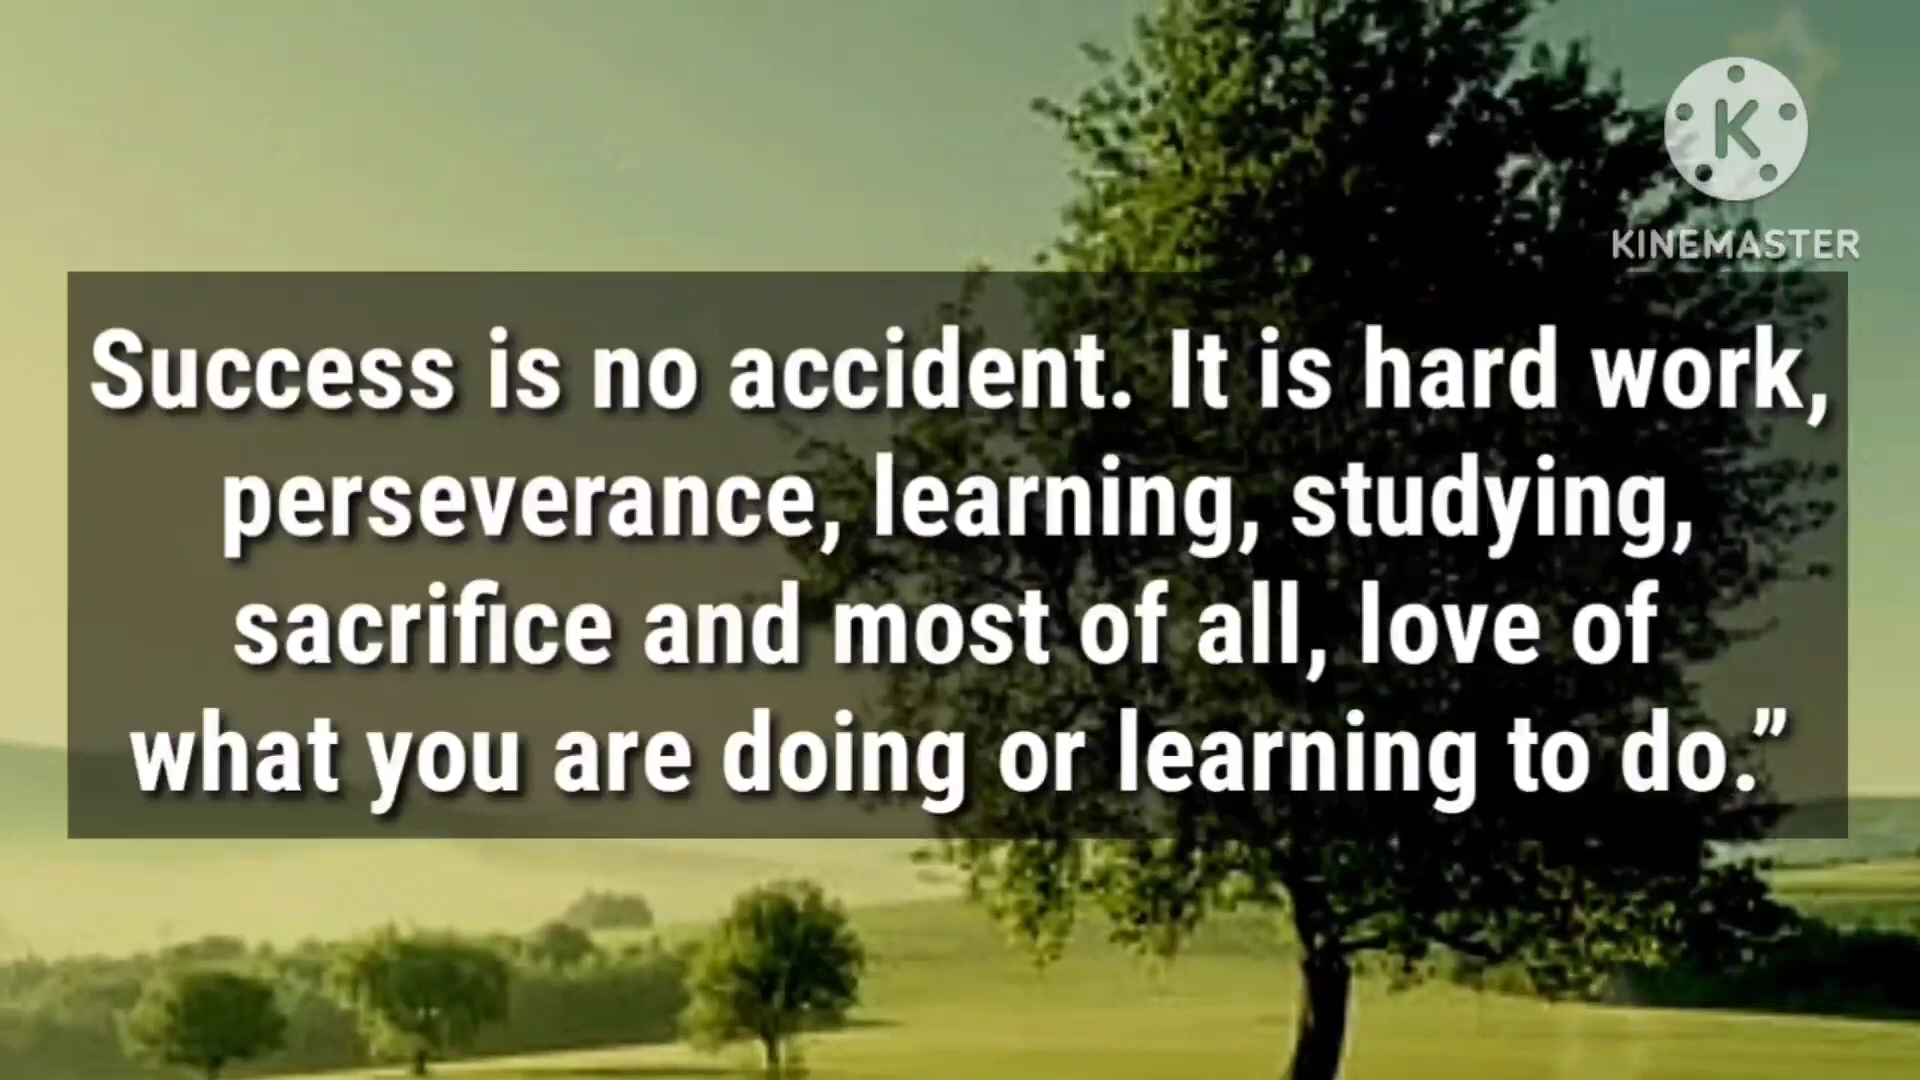 K
KINEMASTER
Success is no accident. It is hard work,
perseverance, learning, studying,
sacrifice and most of all, love of
what you are doing or learning to do.”